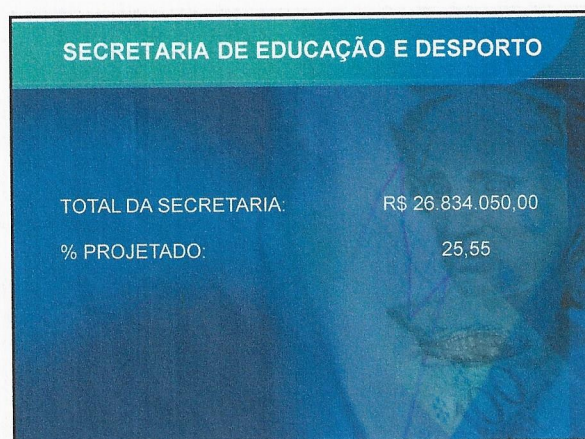 SECRETARIA DE EDUCAÇÃO E DESPORTO
TOTAL DA SECRETARIA: R$ 26.834.050,00
% PROJETADO: 25,55